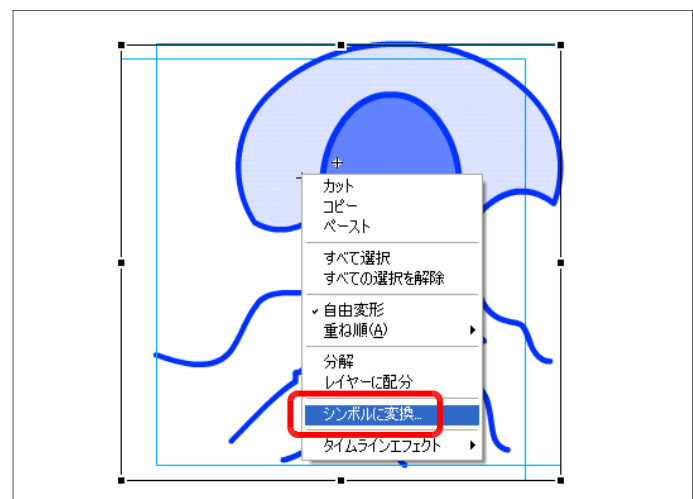 カット
コピー
ペースト
すべて選択
すべての選択を解除
自由変形
重ね順(A)
分解
レイヤーに配分
シンボルに変換...
タイムラインエフェクト